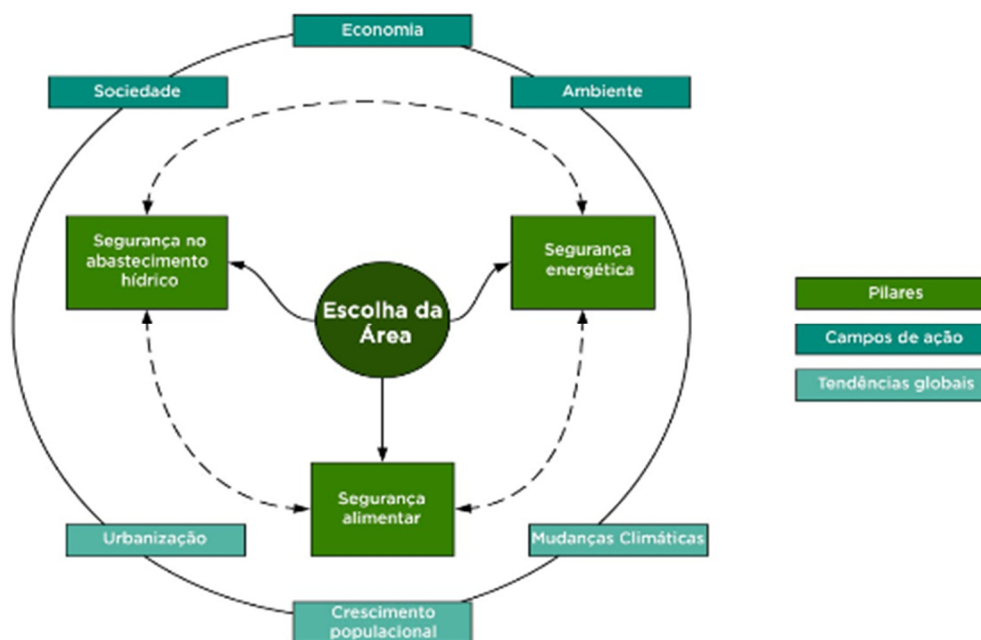 Economia
Sociedade
Ambiente
Segurança no
abastecimento
hídrico
Segurança
energética
Escolha da
Área
Segurança
alimentar
Urbanização
Mudanças Climáticas
Crescimento
populacional
Pilares
Campos de ação
Tendências globais